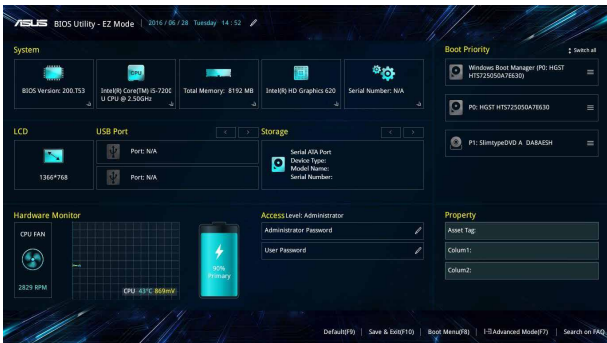 ASUS BIOS Utility - EZ Mode 2016 / 06 / 28 Tuesday 14 : 52
System
BIOS Version: 200.T53
CPU
Intel(R) Core(TM) i5-7200
U CPU @ 2.50GHz
Total Memory: 8192 MB
Intel(R) HD Graphics 620
Serial Number: N/A
Boot Priority
Switch all
Windows Boot Manager (P0: HGST
HTS725050A7E630)
P0: HGST HTS725050A7E630
P1: SlimtypeDVD A DA8AESH
LCD
1366*768
USB Port
Port: N/A
Port: N/A
Storage
Serial ATA Port
Device Type:
Model Name:
Serial Number:
Hardware Monitor
CPU FAN
2829 RPM
CPU 43°C 869mV
90%
Primary
Access Level: Administrator
Administrator Password
User Password
Property
Asset Tag:
Colum1:
Colum2:
Default(F9) | Save & Exit(F10) | Boot Menu(F8) | Advanced Mode(F7) | Search on FAQ